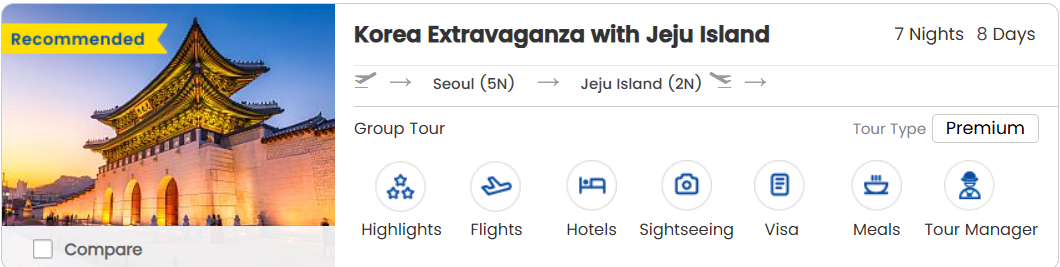 Recommended
Korea Extravaganza with Jeju Island
7 Nights 8 Days
Seoul (5N)
Jeju Island (2N)
Group Tour
Tour Type Premium
Highlights
Flights
Hotels
Sightseeing
Visa
Meals
Tour Manager
Compare